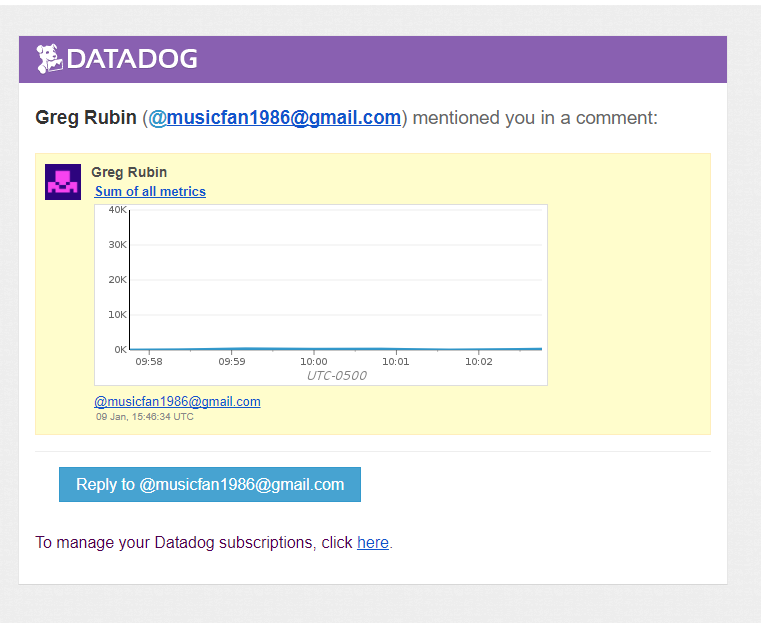 DATADOG
Greg Rubin (@musicfan1986@gmail.com) mentioned you in a comment:
Greg Rubin
Sum of all metrics
40K
30K
20K
10K
0K
09:58 09:59 10:00 10:01 10:02
UTC-0500
@musicfan1986@gmail.com
09 Jan, 15:46:34 UTC
Reply to @musicfan1986@gmail.com
To manage your Datadog subscriptions, click here.